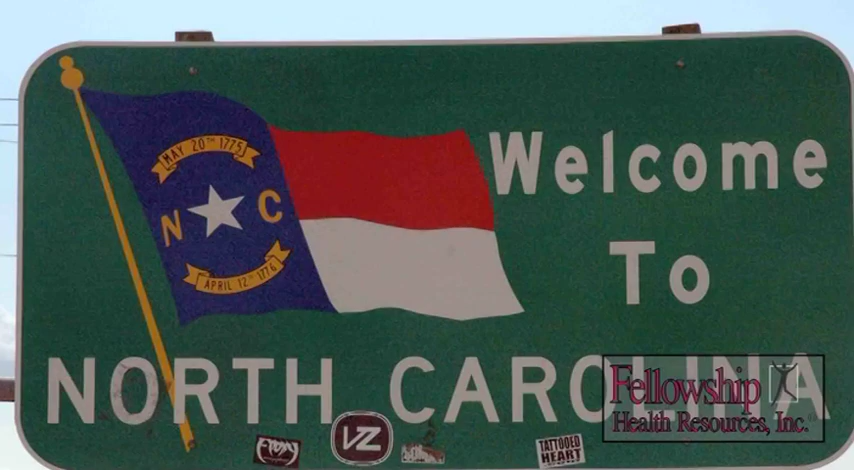 MAY 20TH 1775
N C
APRIL 12TH 1776
Welcome
To
NORTH CAROLINA
Fellowship
Health Resources, Inc.
VZ
TATTOOED
HEART